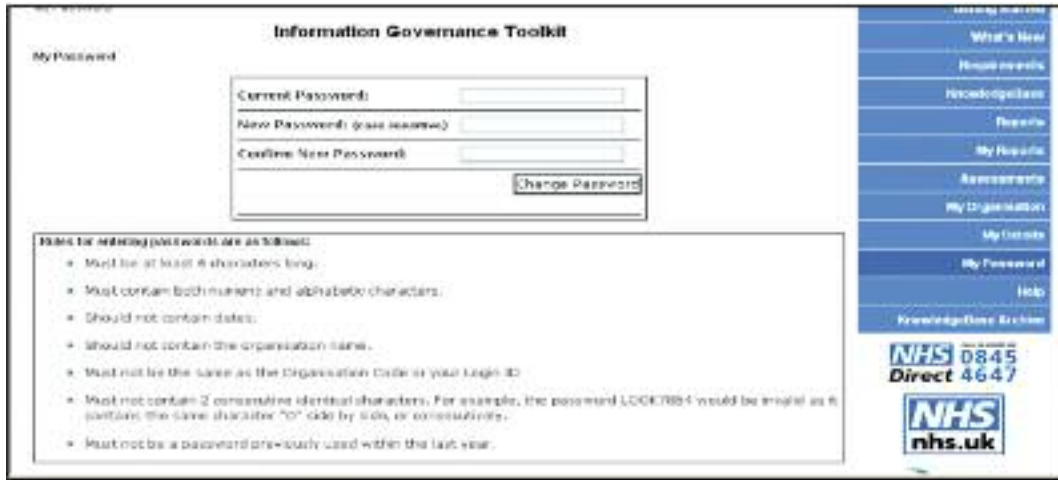 Getting Started
Information Governance Toolkit
What's New
My Password
Requirements
Current Password:
KnowledgeBase
New Password: (case sensitive)
Reports
Confirm New Password:
My Reports
Change Password
Assessments
My Organisation
Rules for entering passwords are as follows:
My Details
Must be at least 6 characters long.
My Password
Must contain both numeric and alphabetic characters.
Help
Should not contain dates.
KnowledgeBase Archive
Should not contain the organisation name.
NHS 0845
Direct 4647
Must not be the same as the Organisation Code or your Login ID
Must not contain 2 consecutive identical characters. For example, the password would be invalid as it
contains the same character "O" side by side, or consecutively.
Must not be a password previously used within the last year.
NHS
nhs.uk